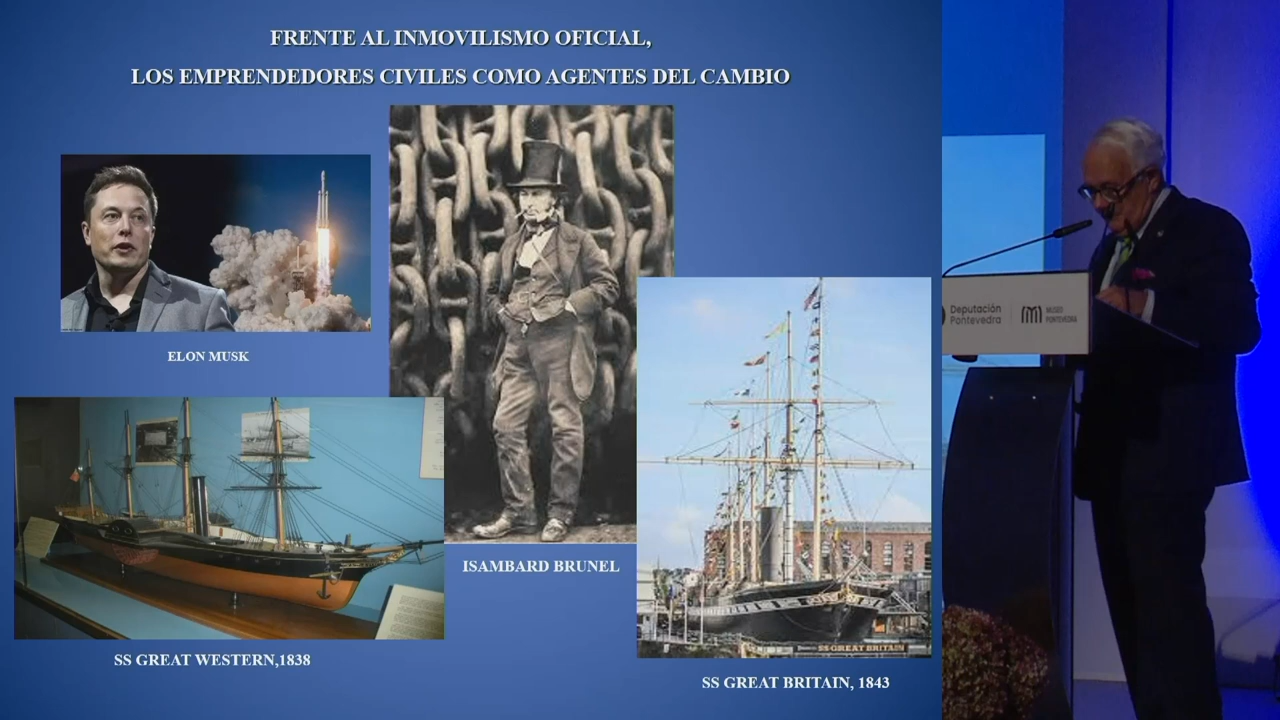 FRENTE AL INMOVILISMO OFICIAL,
LOS EMPRENDEDORES CIVILES COMO AGENTES DEL CAMBIO
ELON MUSK
ISAMBARD BRUNEL
SS GREAT WESTERN,1838
SS GREAT BRITAIN
SS GREAT BRITAIN, 1843
Deputación
Pontevedra
MUSEO
PONTEVEDRA